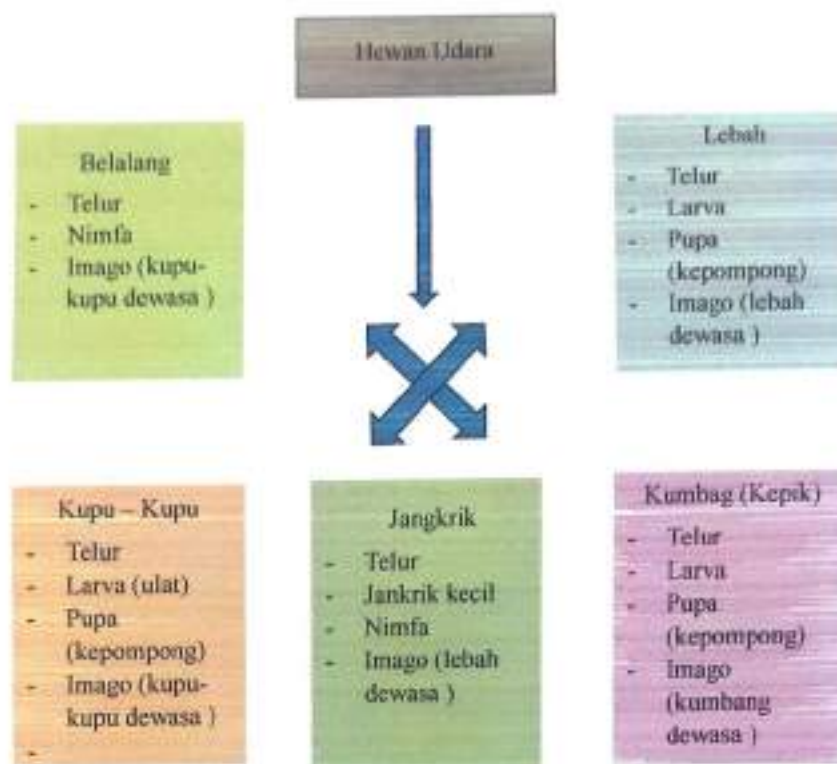 Hewan Udara
Belalang
- Telur
- Nimfa
- Imago (kupu-
kupu dewasa )
Lebah
- Telur
- Larva
- Pupa
(kepompong)
- Imago (lebah
dewasa )
Kupu – Kupu
- Telur
- Larva (ulat)
- Pupa
(kepompong)
- Imago (kupu-
kupu dewasa )
-
Jangkrik
- Telur
- Jankrik kecil
- Nimfa
- Imago (lebah
dewasa )
Kumbag (Kepik)
- Telur
- Larva
- Pupa
(kepompong)
- Imago
(kumbang
dewasa )